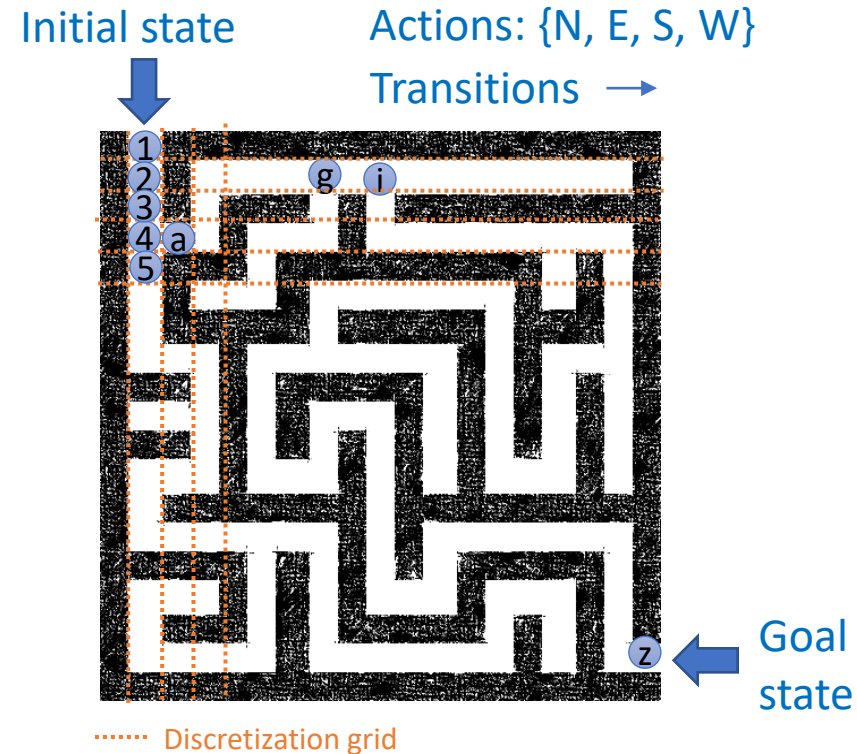 Initial state
Actions: {N, E, S, W}
Transitions
1
2
g
i
3
4
a
5
z
Goal
state
Discretization grid